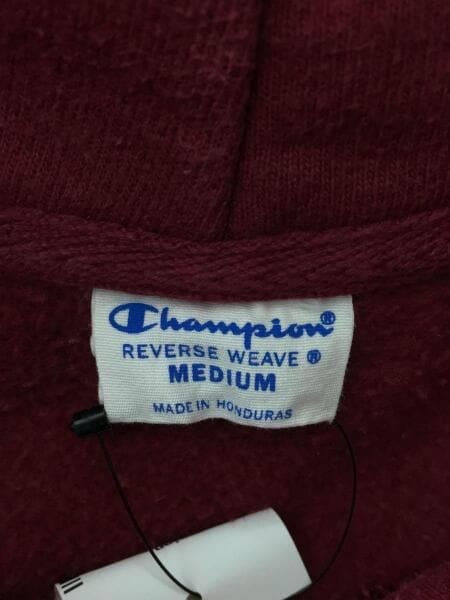 Champion®
REVERSE WEAVE ®
MEDIUM
MADE IN HONDURAS